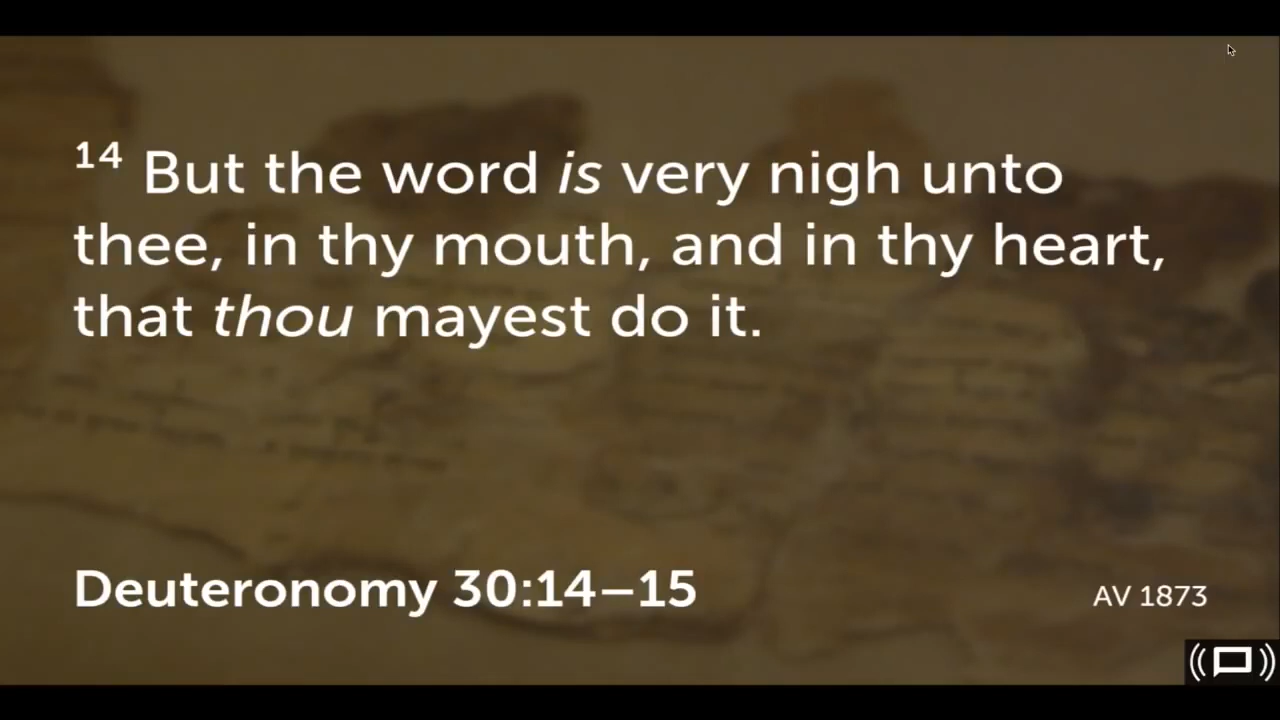 14 But the word is very nigh unto
thee, in thy mouth, and in thy heart,
that thou mayest do it.
Deuteronomy 30:14–15
AV 1873